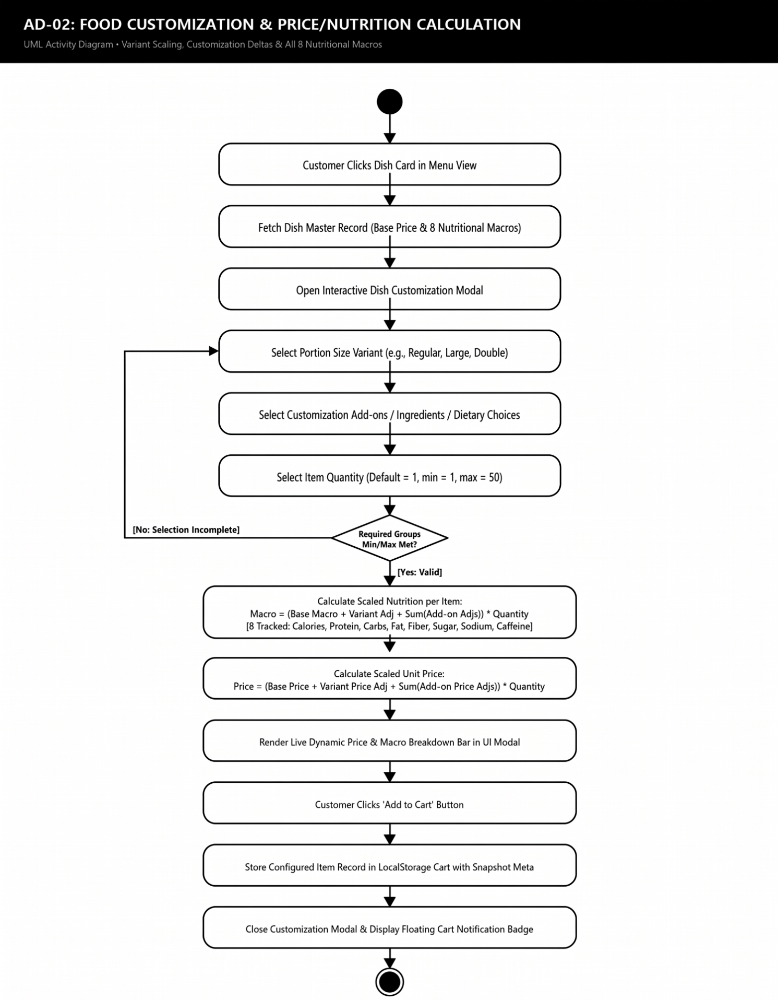 AD-02: FOOD CUSTOMIZATION & PRICE/NUTRITION CALCULATION
UML Activity Diagram • Variant Scaling, Customization Deltas & All 8 Nutritional Macros
Customer Clicks Dish Card in Menu View
Fetch Dish Master Record (Base Price & 8 Nutritional Macros)
Open Interactive Dish Customization Modal
Select Portion Size Variant (e.g., Regular, Large, Double)
Select Customization Add-ons / Ingredients / Dietary Choices
Select Item Quantity (Default = 1, min = 1, max = 50)
[No: Selection Incomplete]
Required Groups
Min/Max Met?
[Yes: Valid]
Calculate Scaled Nutrition per Item:
Macro = (Base Macro + Variant Adj + Sum(Add-on Adjs)) * Quantity
[8 Tracked: Calories, Protein, Carbs, Fat, Fiber, Sugar, Sodium, Caffeine]
Calculate Scaled Unit Price:
Price = (Base Price + Variant Price Adj + Sum(Add-on Price Adjs)) * Quantity
Render Live Dynamic Price & Macro Breakdown Bar in UI Modal
Customer Clicks 'Add to Cart' Button
Store Configured Item Record in LocalStorage Cart with Snapshot Meta
Close Customization Modal & Display Floating Cart Notification Badge